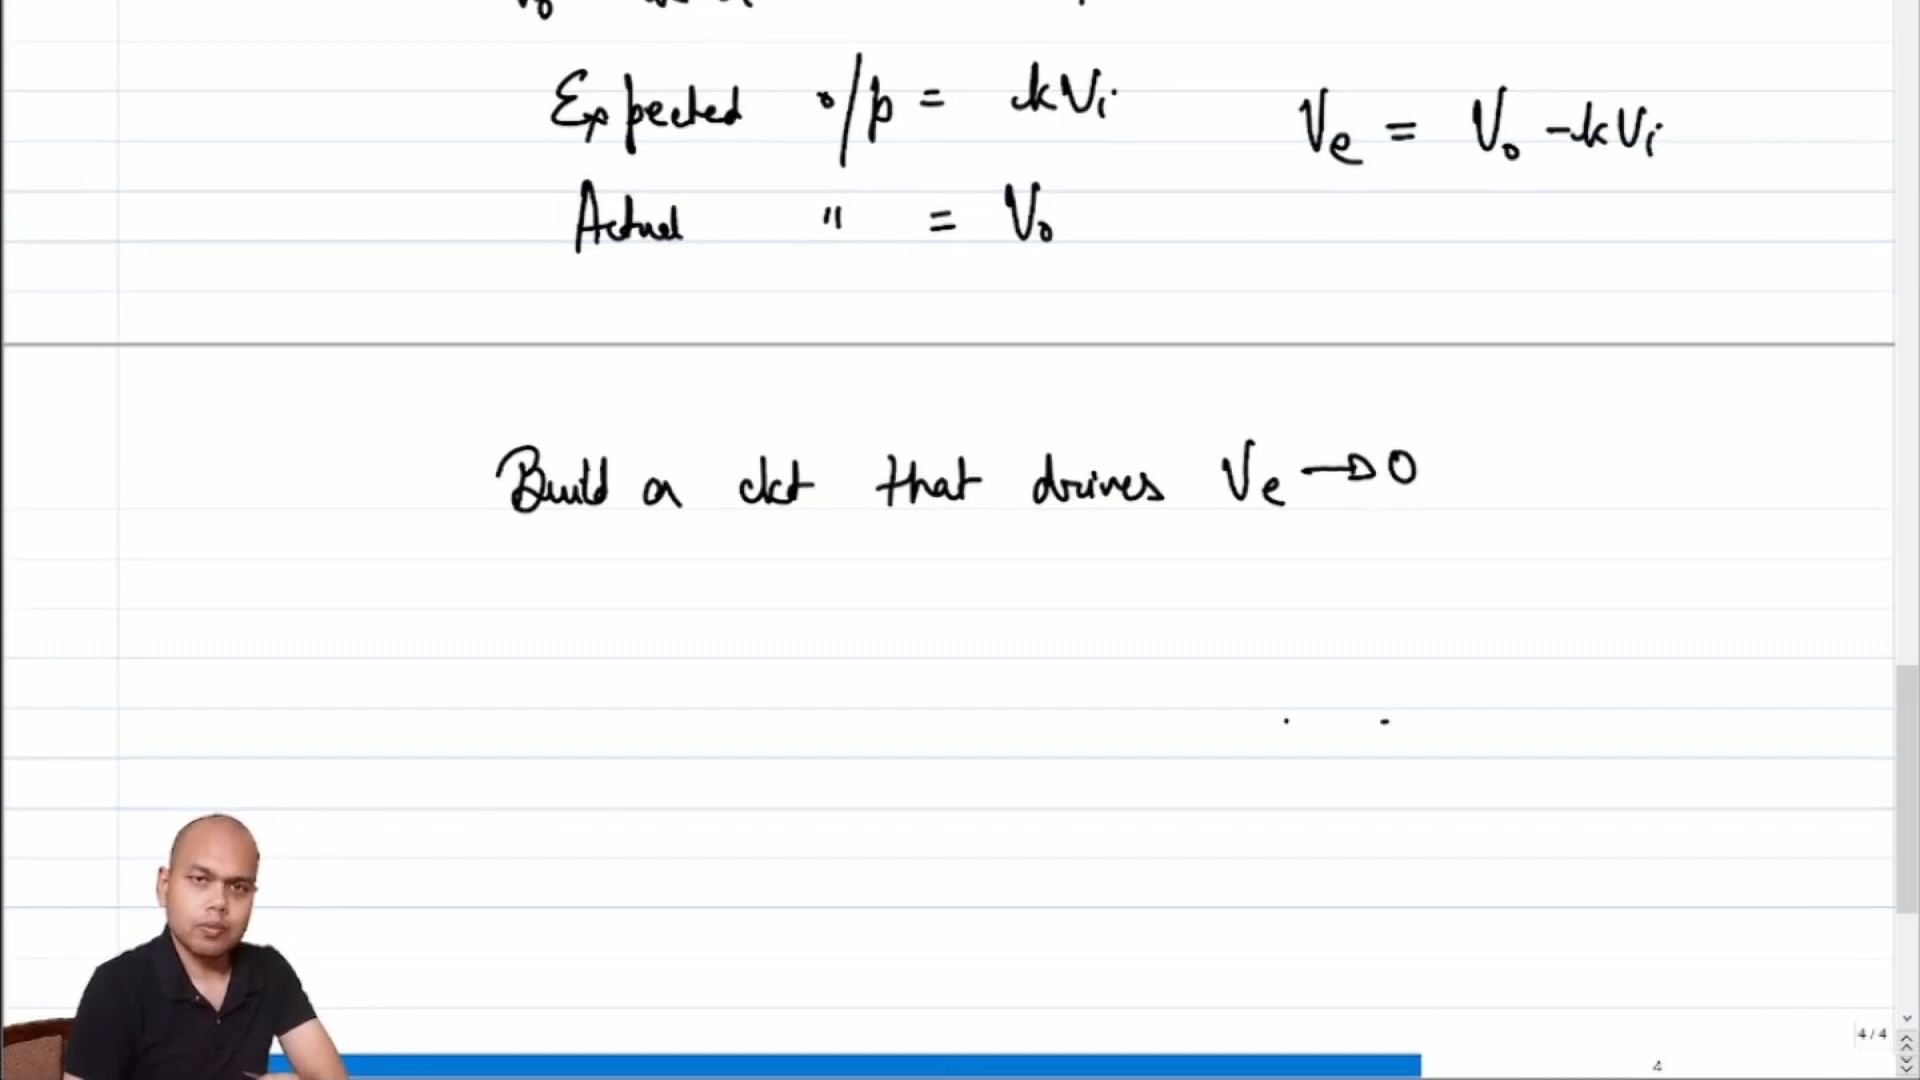 Expected o/p = kVi
Ve = Vo - kVi
Actual " = Vo
Build a ckt that drives Ve → 0
4 / 4
4